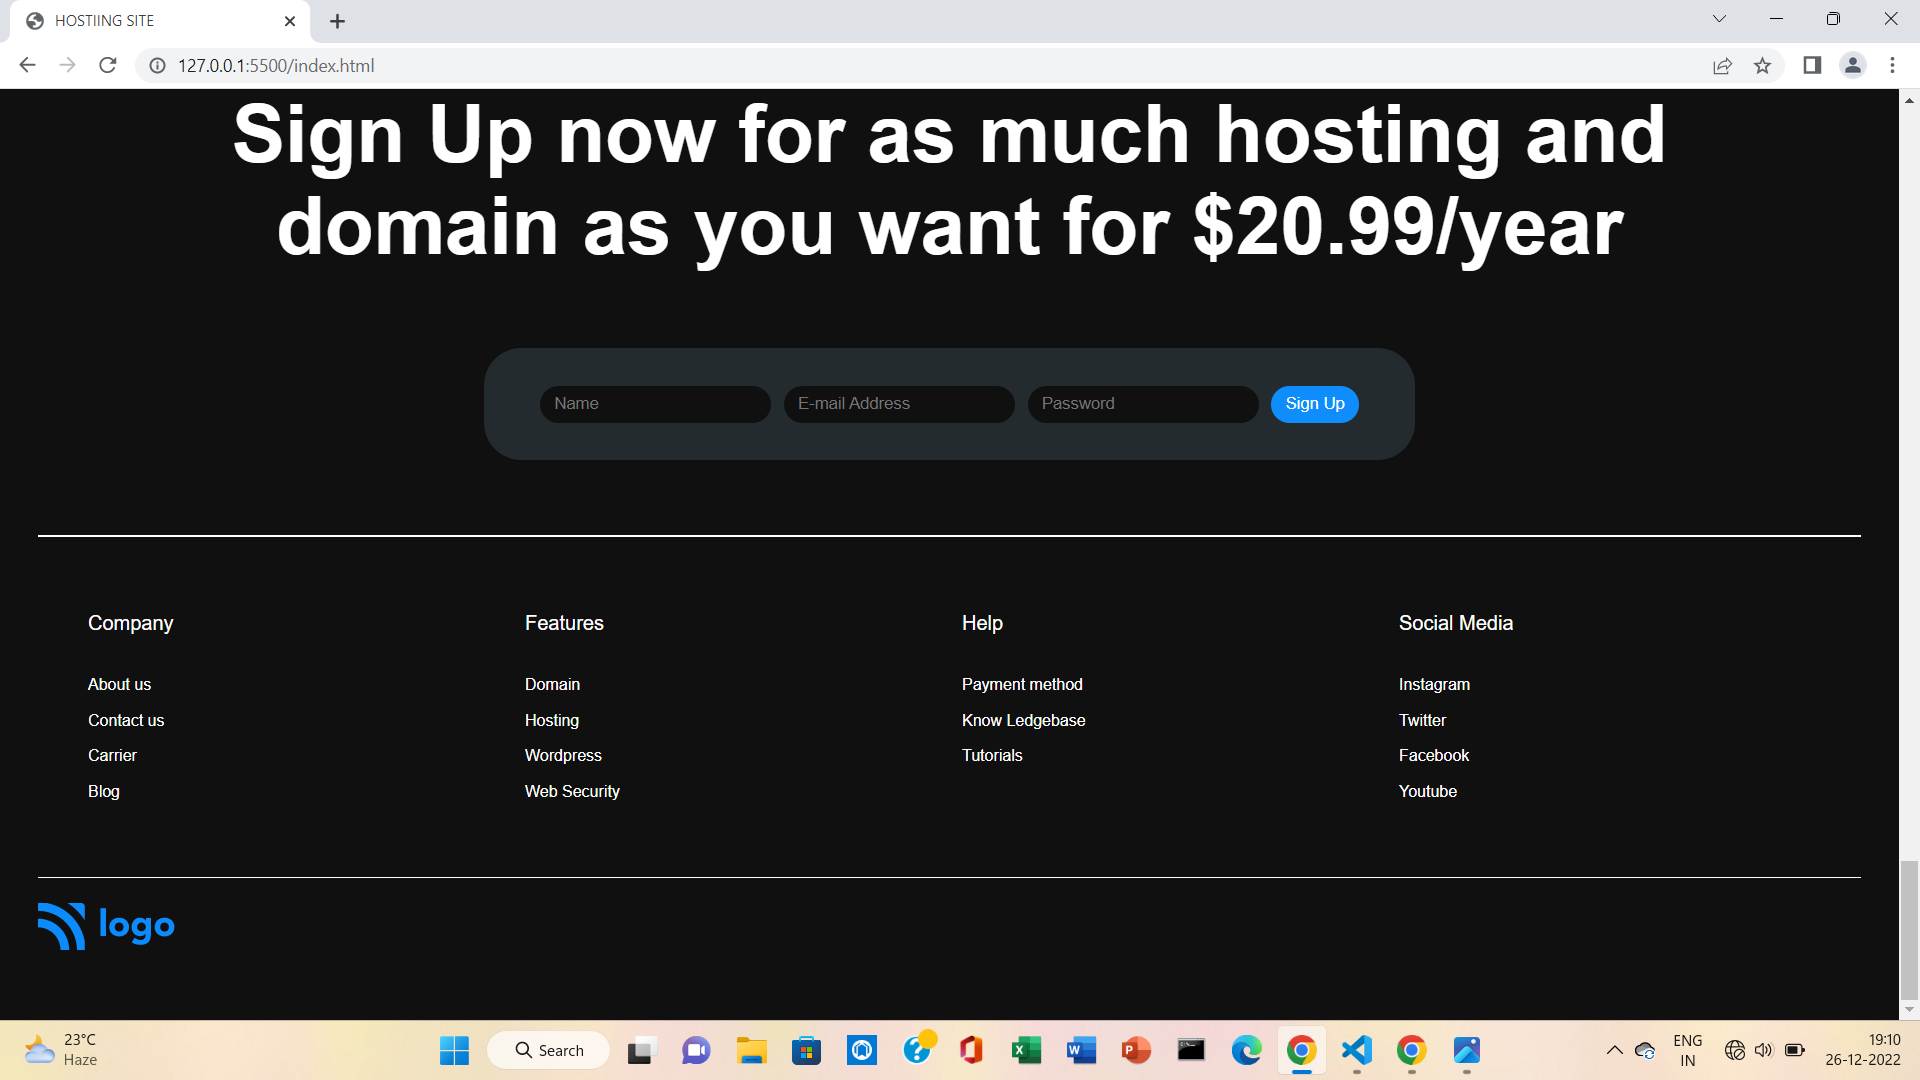 HOSTIING SITE
127.0.0.1:5500/index.html
Sign Up now for as much hosting and
domain as you want for $20.99/year
Name
E-mail Address
Password
Sign Up
Company
About us
Contact us
Carrier
Blog
Features
Domain
Hosting
Wordpress
Web Security
Help
Payment method
Know Ledgebase
Tutorials
Social Media
Instagram
Twitter
Facebook
Youtube
logo
23°C
Haze
Search
ENG
IN
19:10
26-12-2022